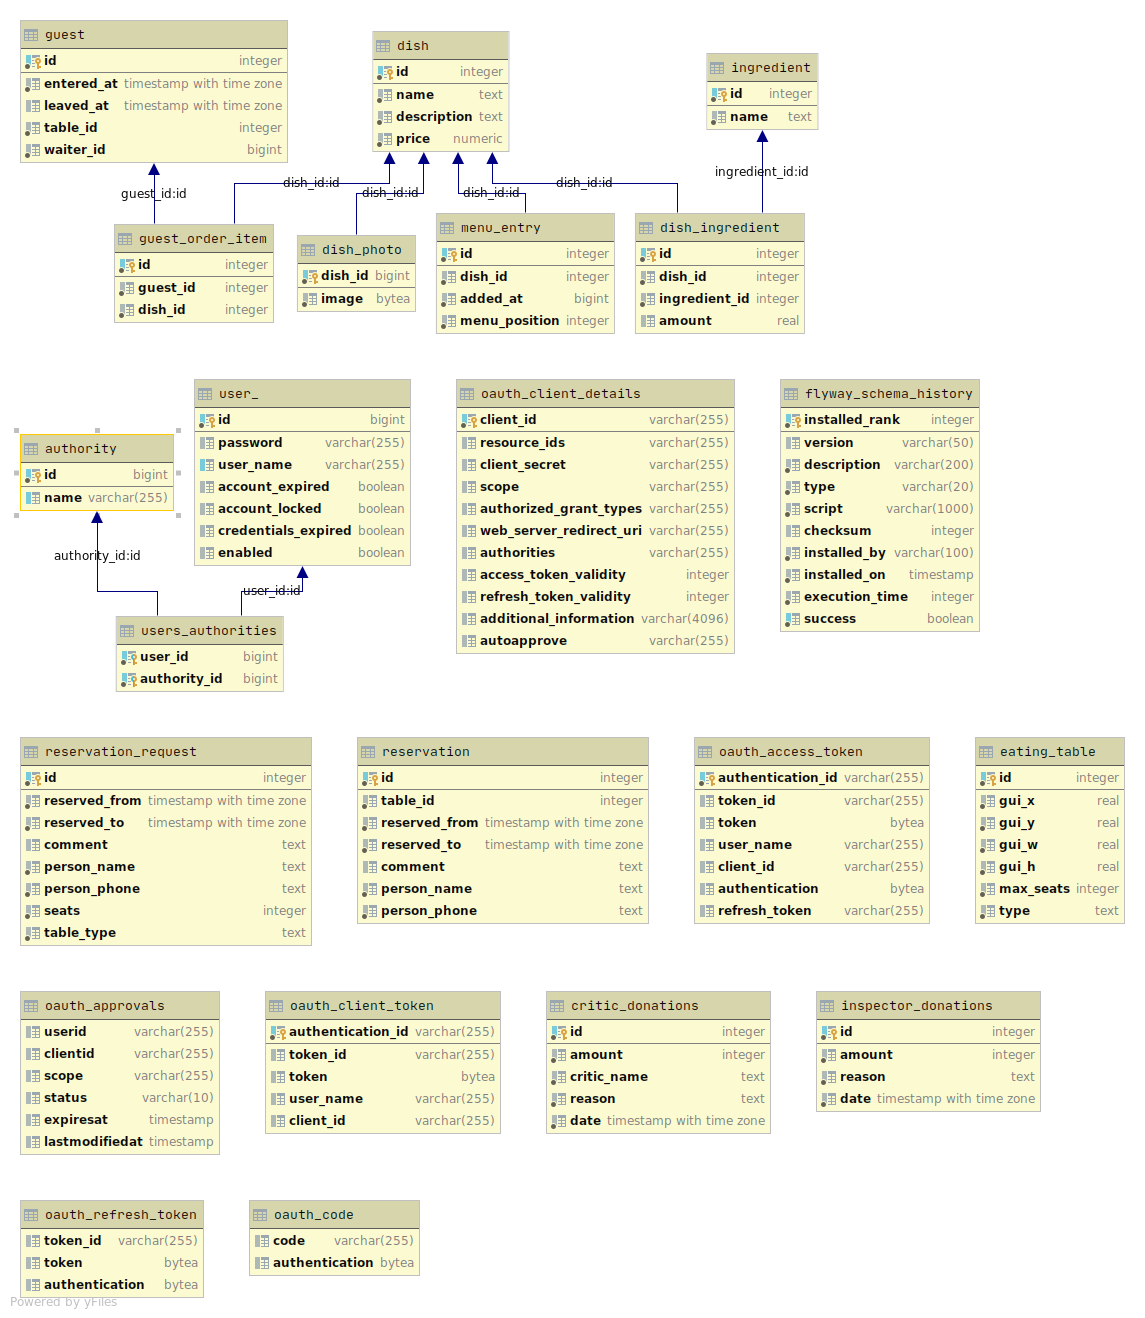 guest
id integer
entered_at timestamp with time zone
leaved_at timestamp with time zone
table_id integer
waiter_id bigint
dish
id integer
name text
description text
price numeric
ingredient
id integer
name text
guest_id:id
dish_id:id
dish_id:id
dish_id:id
dish_id:id
ingredient_id:id
guest_order_item
id integer
guest_id integer
dish_id integer
dish_photo
dish_id bigint
image bytea
menu_entry
id integer
dish_id integer
added_at bigint
menu_position integer
dish_ingredient
id integer
dish_id integer
ingredient_id integer
amount real
authority
id bigint
name varchar(255)
user_
id bigint
password varchar(255)
user_name varchar(255)
account_expired boolean
account_locked boolean
credentials_expired boolean
enabled boolean
authority_id:id
user_id:id
users_authorities
user_id bigint
authority_id bigint
oauth_client_details
client_id varchar(255)
resource_ids varchar(255)
client_secret varchar(255)
scope varchar(255)
authorized_grant_types varchar(255)
web_server_redirect_uri varchar(255)
authorities varchar(255)
access_token_validity integer
refresh_token_validity integer
additional_information varchar(4096)
autoapprove varchar(255)
flyway_schema_history
installed_rank integer
version varchar(50)
description varchar(200)
type varchar(20)
script varchar(1000)
checksum integer
installed_by varchar(100)
installed_on timestamp
execution_time integer
success boolean
reservation_request
id integer
reserved_from timestamp with time zone
reserved_to timestamp with time zone
comment text
person_name text
person_phone text
seats integer
table_type text
reservation
id integer
table_id integer
reserved_from timestamp with time zone
reserved_to timestamp with time zone
comment text
person_name text
person_phone text
oauth_access_token
authentication_id varchar(255)
token_id varchar(255)
token bytea
user_name varchar(255)
client_id varchar(255)
authentication bytea
refresh_token varchar(255)
eating_table
id integer
gui_x real
gui_y real
gui_w real
gui_h real
max_seats integer
type text
oauth_approvals
userid varchar(255)
clientid varchar(255)
scope varchar(255)
status varchar(10)
expiresat timestamp
lastmodifiedat timestamp
oauth_client_token
authentication_id varchar(255)
token_id varchar(255)
token bytea
user_name varchar(255)
client_id varchar(255)
critic_donations
id integer
amount integer
critic_name text
reason text
date timestamp with time zone
inspector_donations
id integer
amount integer
reason text
date timestamp with time zone
oauth_refresh_token
token_id varchar(255)
token bytea
authentication bytea
oauth_code
code varchar(255)
authentication bytea
Powered by yFiles